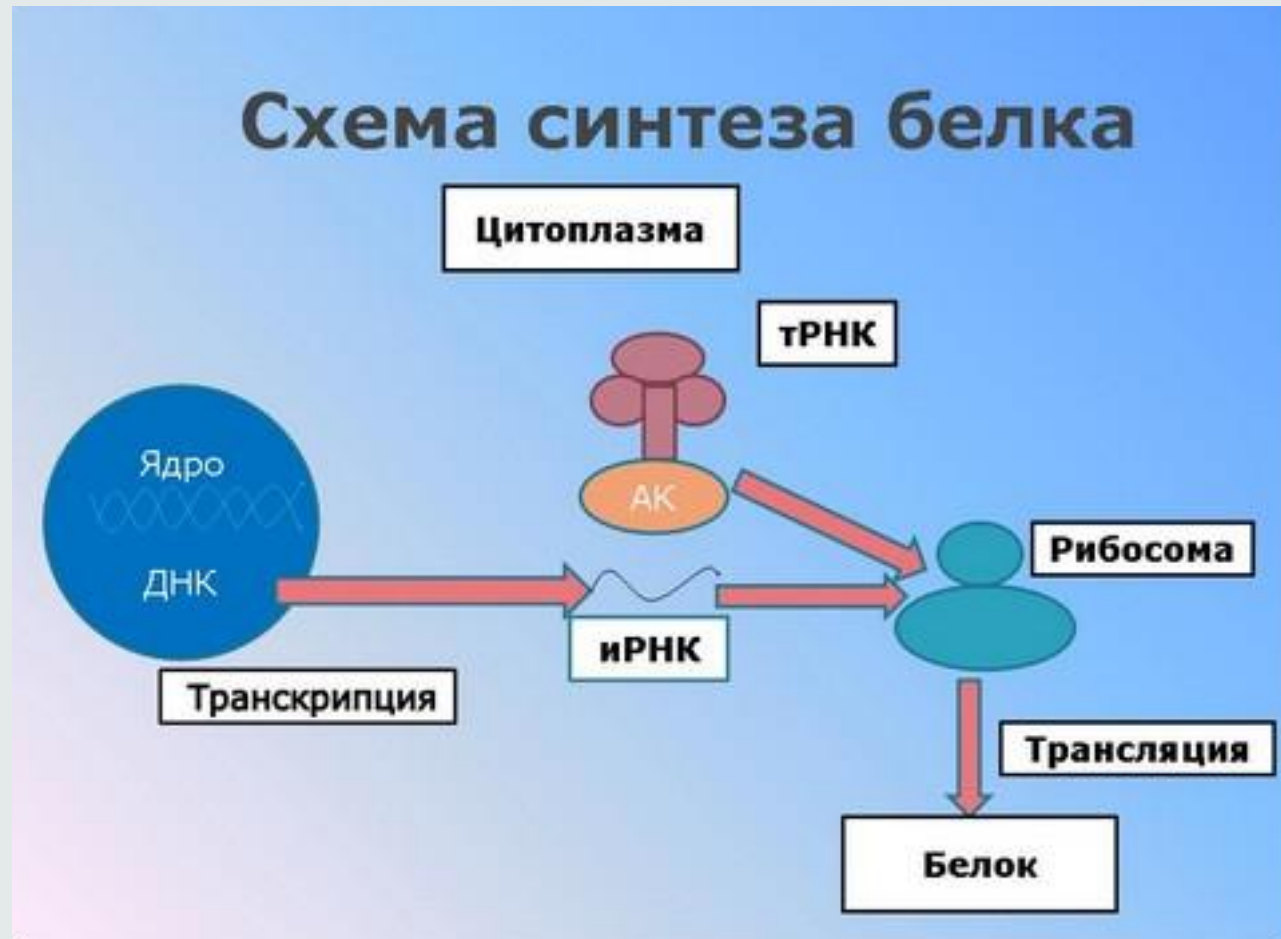 Схема синтеза белка
Цитоплазма
тРНК
Ядро
АК
Рибосома
ДНК
иРНК
Транскрипция
Трансляция
Белок